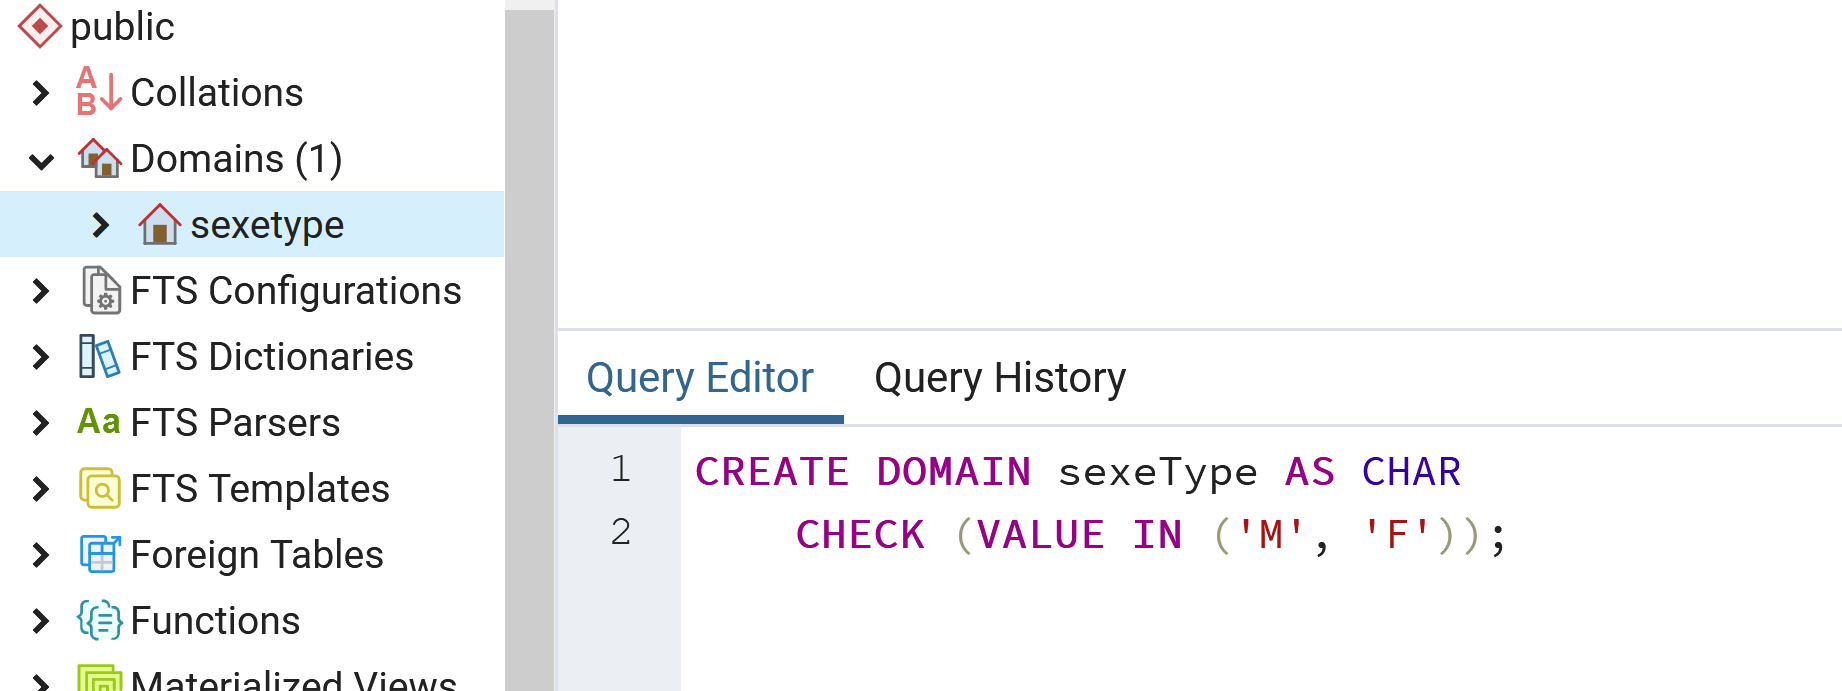 public
Collations
Domains (1)
sexetype
FTS Configurations
FTS Dictionaries
Aa FTS Parsers
FTS Templates
Foreign Tables
Functions
Materialized Views
Query Editor Query History
1 CREATE DOMAIN sexeType AS CHAR
2 CHECK (VALUE IN ('M', 'F'));